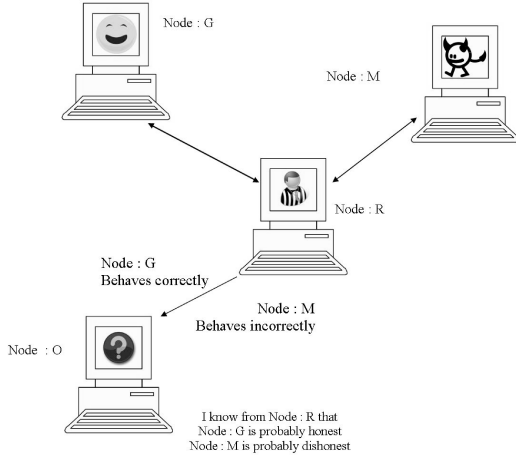 Node : G
Node : M
Node : R
Node : G
Behaves correctly
Node : M
Behaves incorrectly
Node : O
?
I know from Node : R that
Node : G is probably honest
Node : M is probably dishonest